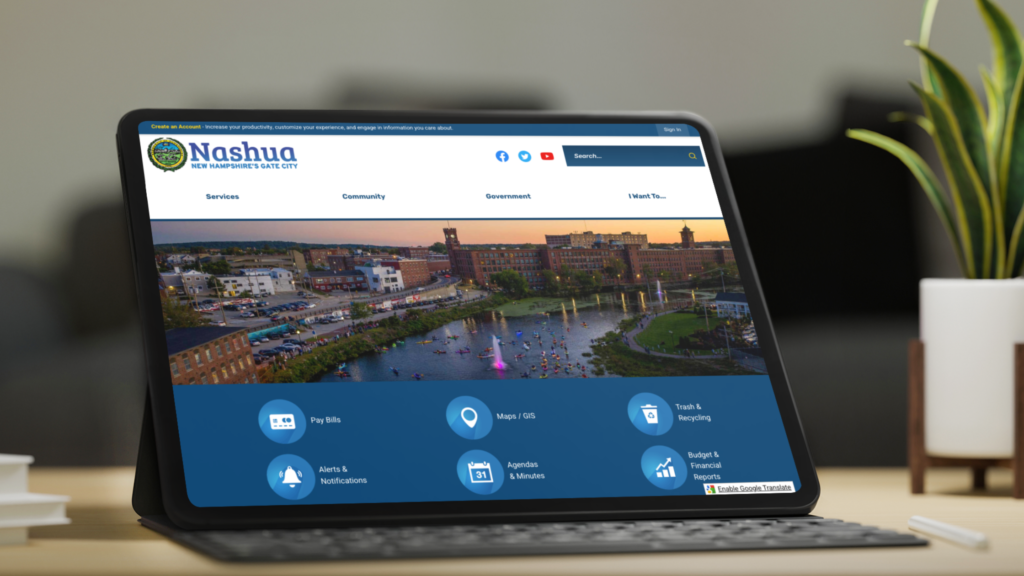 Create an Account - Increase your productivity, customize your experience, and engage in information you care about.
Sign In
Nashua
NEW HAMPSHIRE'S GATE CITY
Search...
Services
Community
Government
I Want To...
Pay Bills
Maps / GIS
Trash &
Recycling
Alerts &
Notifications
31
Agendas
& Minutes
Budget &
Financial
Reports
Enable Google Translate